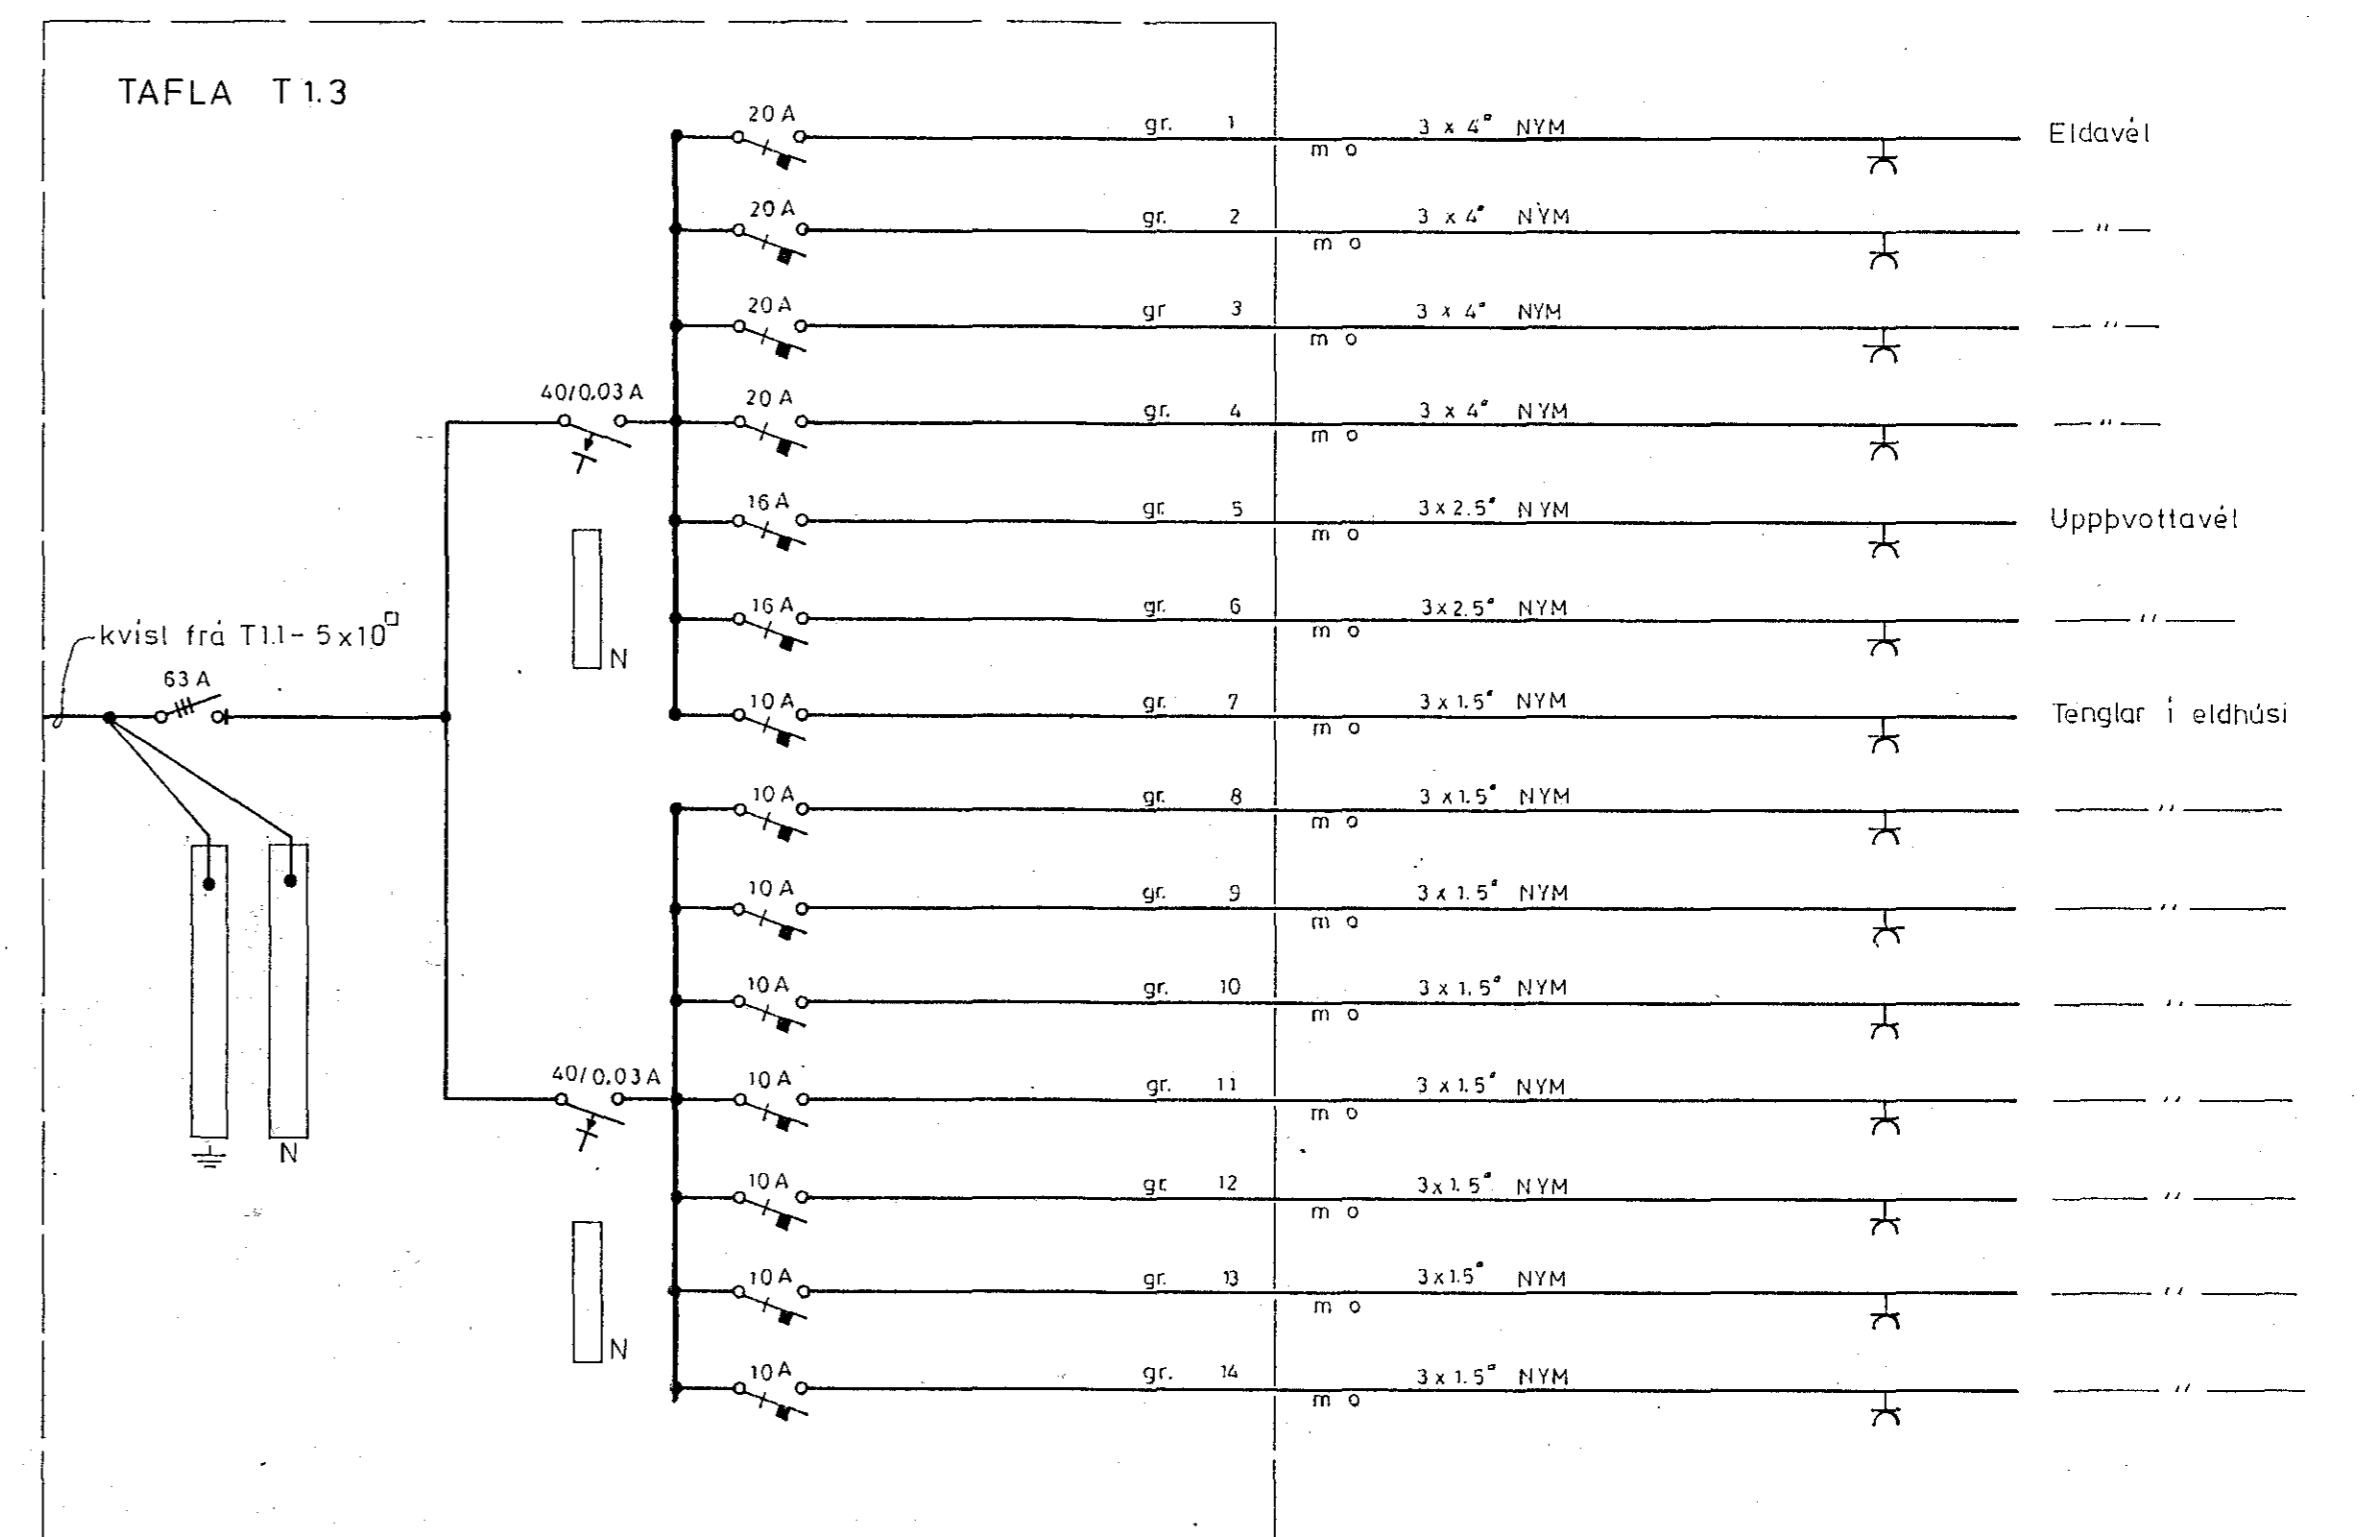 TAFLA T 1.3
20 A gr. 1 3 x 4▫ NYM Eldavél
m o
20 A gr. 2 3 x 4▫ NYM — " —
m o
20 A gr 3 3 x 4▫ NYM — " —
m o
40/0.03 A 20 A gr. 4 3 x 4▫ NYM — " —
m o
16 A gr. 5 3 x 2.5▫ NYM Uppþvottavél
m o
16 A gr. 6 3 x 2.5▫ NYM — " —
m o
N
kvísl frá T1.1 - 5 x 10▫
63 A
10 A gr. 7 3 x 1.5▫ NYM Tenglar í eldhúsi
m o
10 A gr. 8 3 x 1.5▫ NYM — " —
m o
10 A gr. 9 3 x 1.5▫ NYM — " —
m o
10 A gr. 10 3 x 1.5▫ NYM — " —
m o
40/0.03 A 10 A gr. 11 3 x 1.5▫ NYM — " —
m o
N
10 A gr. 12 3 x 1.5▫ NYM — " —
m o
10 A gr. 13 3 x 1.5▫ NYM — " —
m o
N
10 A gr. 14 3 x 1.5▫ NYM — " —
m o